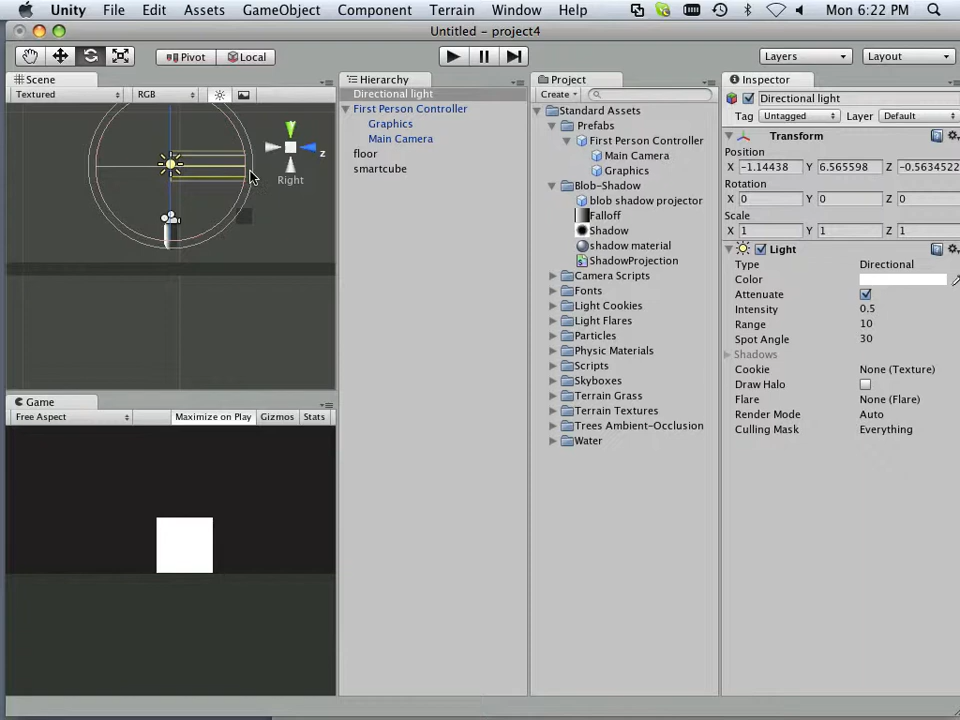 Unity File Edit Assets GameObject Component Terrain Window Help Mon 6:22 PM
Untitled - project4
Pivot Local Layers Layout
Scene
Textured RGB
z
Right
Game
Free Aspect Maximize on Play Gizmos Stats
Hierarchy
Directional light
First Person Controller
Graphics
Main Camera
floor
smartcube
Project
Create
Standard Assets
Prefabs
First Person Controller
Main Camera
Graphics
Blob-Shadow
blob shadow projector
Falloff
Shadow
shadow material
ShadowProjection
Camera Scripts
Fonts
Light Cookies
Light Flares
Particles
Physic Materials
Scripts
Skyboxes
Terrain Grass
Terrain Textures
Trees Ambient-Occlusion
Water
Inspector
Directional light
Tag Untagged Layer Default
Transform
Position
X -1.14438 Y 6.565598 Z -0.5634522
Rotation
X 0 Y 0 Z 0
Scale
X 1 Y 1 Z 1
Light
Type Directional
Color
Attenuate
Intensity 0.5
Range 10
Spot Angle 30
Shadows
Cookie None (Texture)
Draw Halo
Flare None (Flare)
Render Mode Auto
Culling Mask Everything